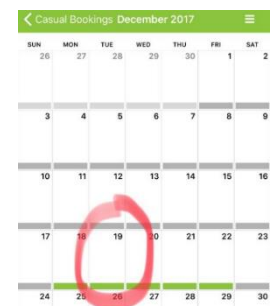 Casual Bookings December 2017
SUN MON TUE WED THU FRI SAT
26 27 28 29 30 1 2
3 4 5 6 7 8 9
10 11 12 13 14 15 16
17 18 19 20 21 22 23
24 25 26 27 28 29 30